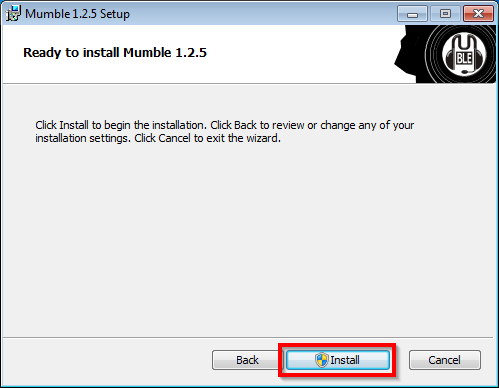 Mumble 1.2.5 Setup
Ready to install Mumble 1.2.5
BLE
Click Install to begin the installation. Click Back to review or change any of your
installation settings. Click Cancel to exit the wizard.
Back
Install
Cancel